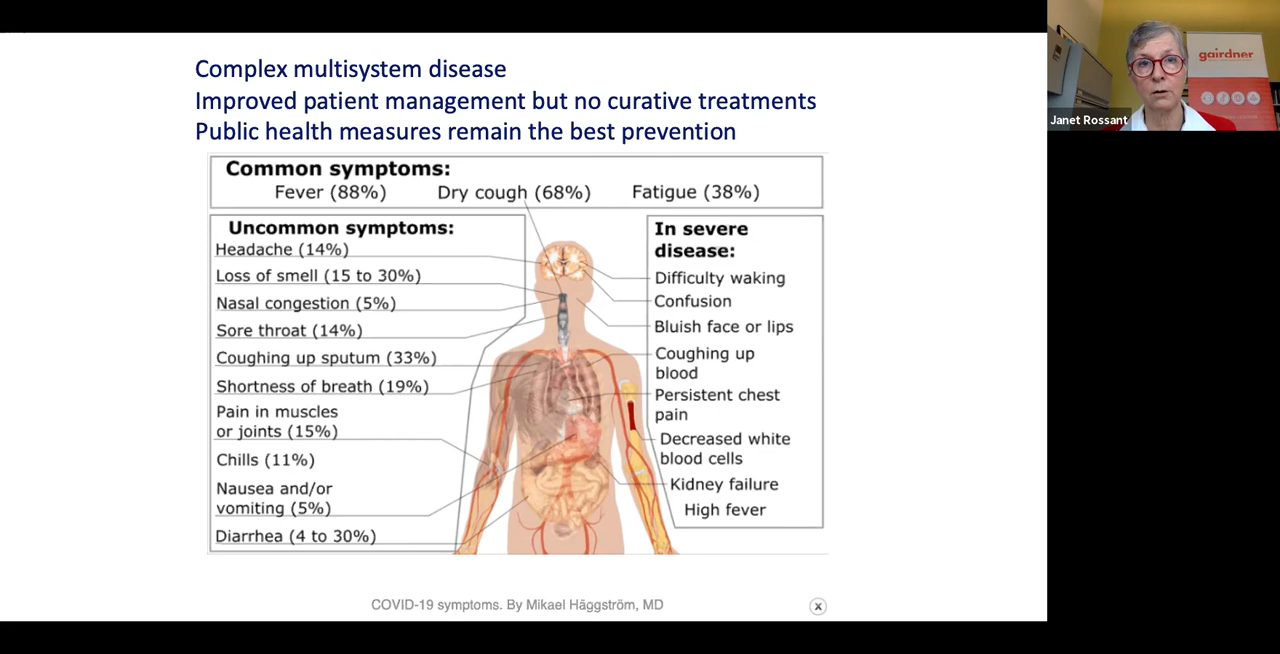 Complex multisystem disease
Improved patient management but no curative treatments
Public health measures remain the best prevention
Common symptoms:
Fever (88%) Dry cough (68%) Fatigue (38%)
Uncommon symptoms:
Headache (14%)
Loss of smell (15 to 30%)
Nasal congestion (5%)
Sore throat (14%)
Coughing up sputum (33%)
Shortness of breath (19%)
Pain in muscles
or joints (15%)
Chills (11%)
Nausea and/or
vomiting (5%)
Diarrhea (4 to 30%)
In severe
disease:
Difficulty waking
Confusion
Bluish face or lips
Coughing up
blood
Persistent chest
pain
Decreased white
blood cells
Kidney failure
High fever
COVID-19 symptoms. By Mikael Häggström, MD
x
gairdner
Janet Rossant